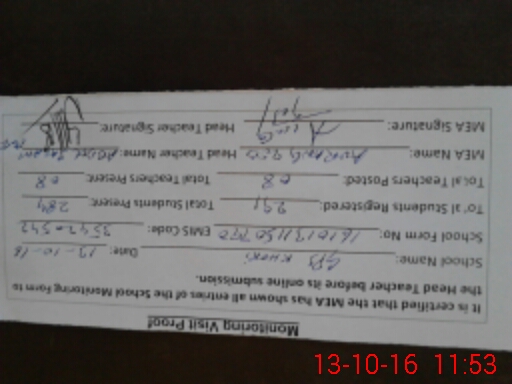 Monitoring Visit Proof
It is certified that the MEA has shown all entries of the School Monitoring Form to
the Head Teacher before its online submission.
School Name: GPS Date: 13-10-16
School Form No: EMIS Code:
Total Students Registered: 291 Total Students Present: 284
Total Teachers Posted: 08 Total Teachers Present: 08
MEA Name: Head Teacher Name:
MEA Signature: Head Teacher Signature:
13-10-16 11:53